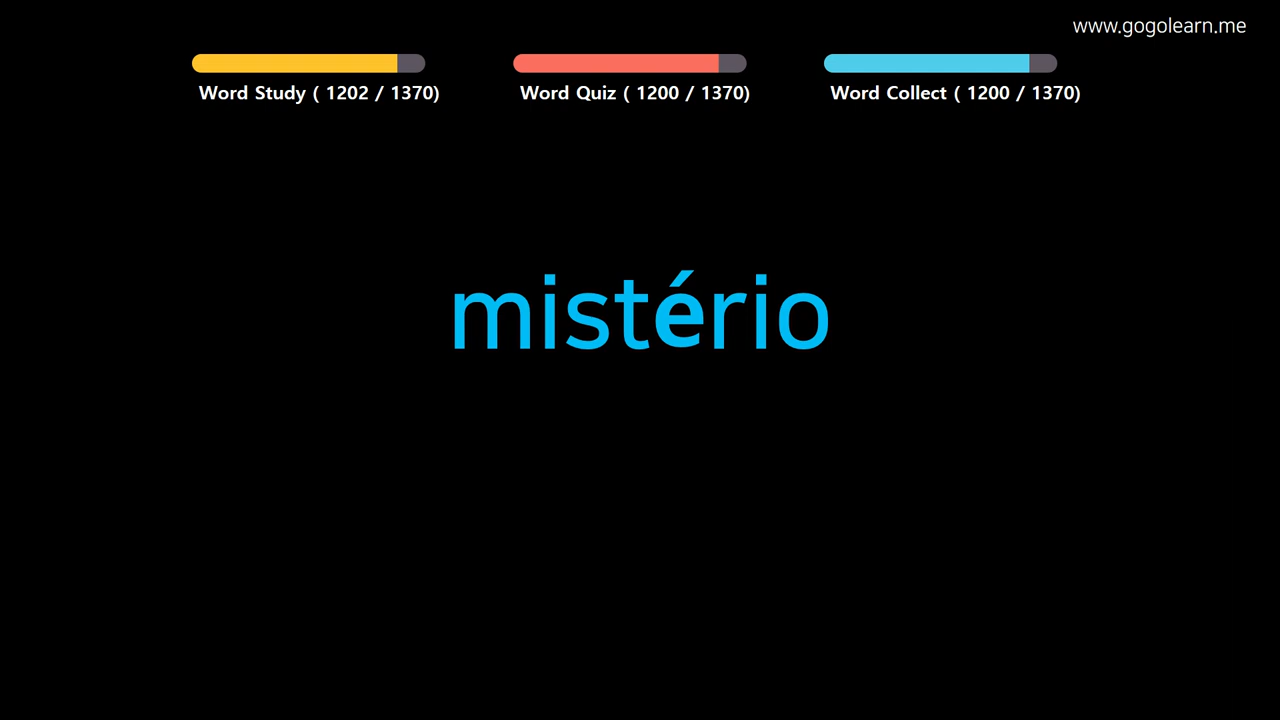 www.gogolearn.me
Word Study ( 1202 / 1370)
Word Quiz ( 1200 / 1370)
Word Collect ( 1200 / 1370)
mistério